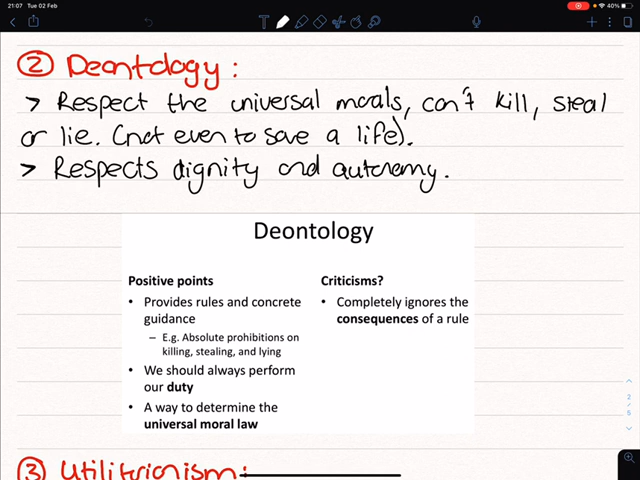 21:07 Tue 02 Feb
40%
② Deontology:
> Respect the universal morals, can't kill, steal
or lie. (not even to save a life).
> Respects dignity and autonomy.
Deontology
Positive points
• Provides rules and concrete
guidance
– E.g. Absolute prohibitions on
killing, stealing, and lying
• We should always perform
our duty
• A way to determine the
universal moral law
Criticisms?
• Completely ignores the
consequences of a rule
2
/
5
③ Utilitrionism: